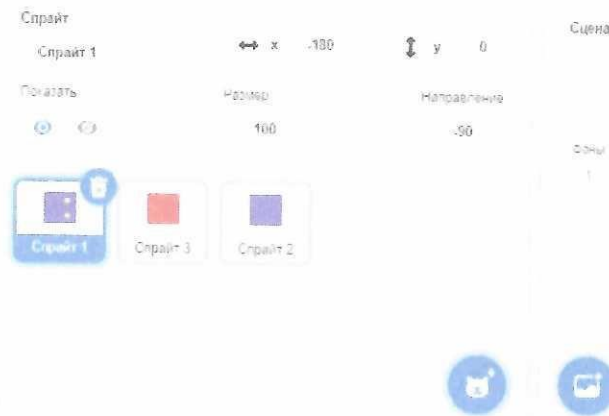 Спрайт
Сцена
Спрайт 1
x -180
y 0
Показать
Размер
Направление
100
-90
Фоны
1
Спрайт 1
Спрайт 3
Спрайт 2